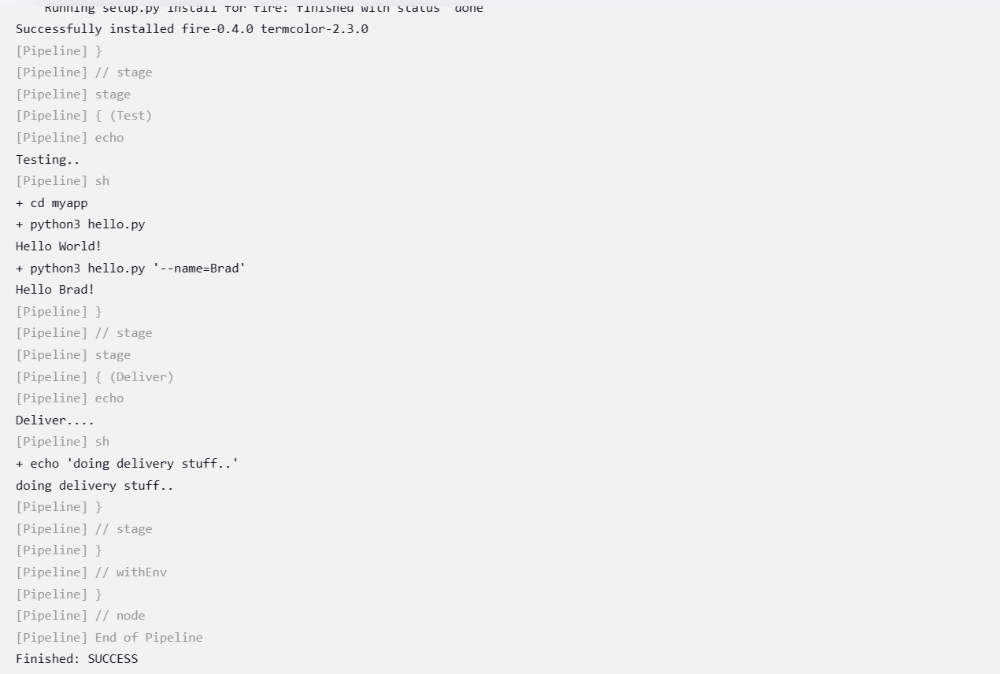 Running setup.py install for fire: finished with status 'done'
Successfully installed fire-0.4.0 termcolor-2.3.0
[Pipeline] }
[Pipeline] // stage
[Pipeline] stage
[Pipeline] { (Test)
[Pipeline] echo
Testing..
[Pipeline] sh
+ cd myapp
+ python3 hello.py
Hello World!
+ python3 hello.py '--name=Brad'
Hello Brad!
[Pipeline] }
[Pipeline] // stage
[Pipeline] stage
[Pipeline] { (Deliver)
[Pipeline] echo
Deliver....
[Pipeline] sh
+ echo 'doing delivery stuff..'
doing delivery stuff..
[Pipeline] }
[Pipeline] // stage
[Pipeline] }
[Pipeline] // withEnv
[Pipeline] }
[Pipeline] // node
[Pipeline] End of Pipeline
Finished: SUCCESS